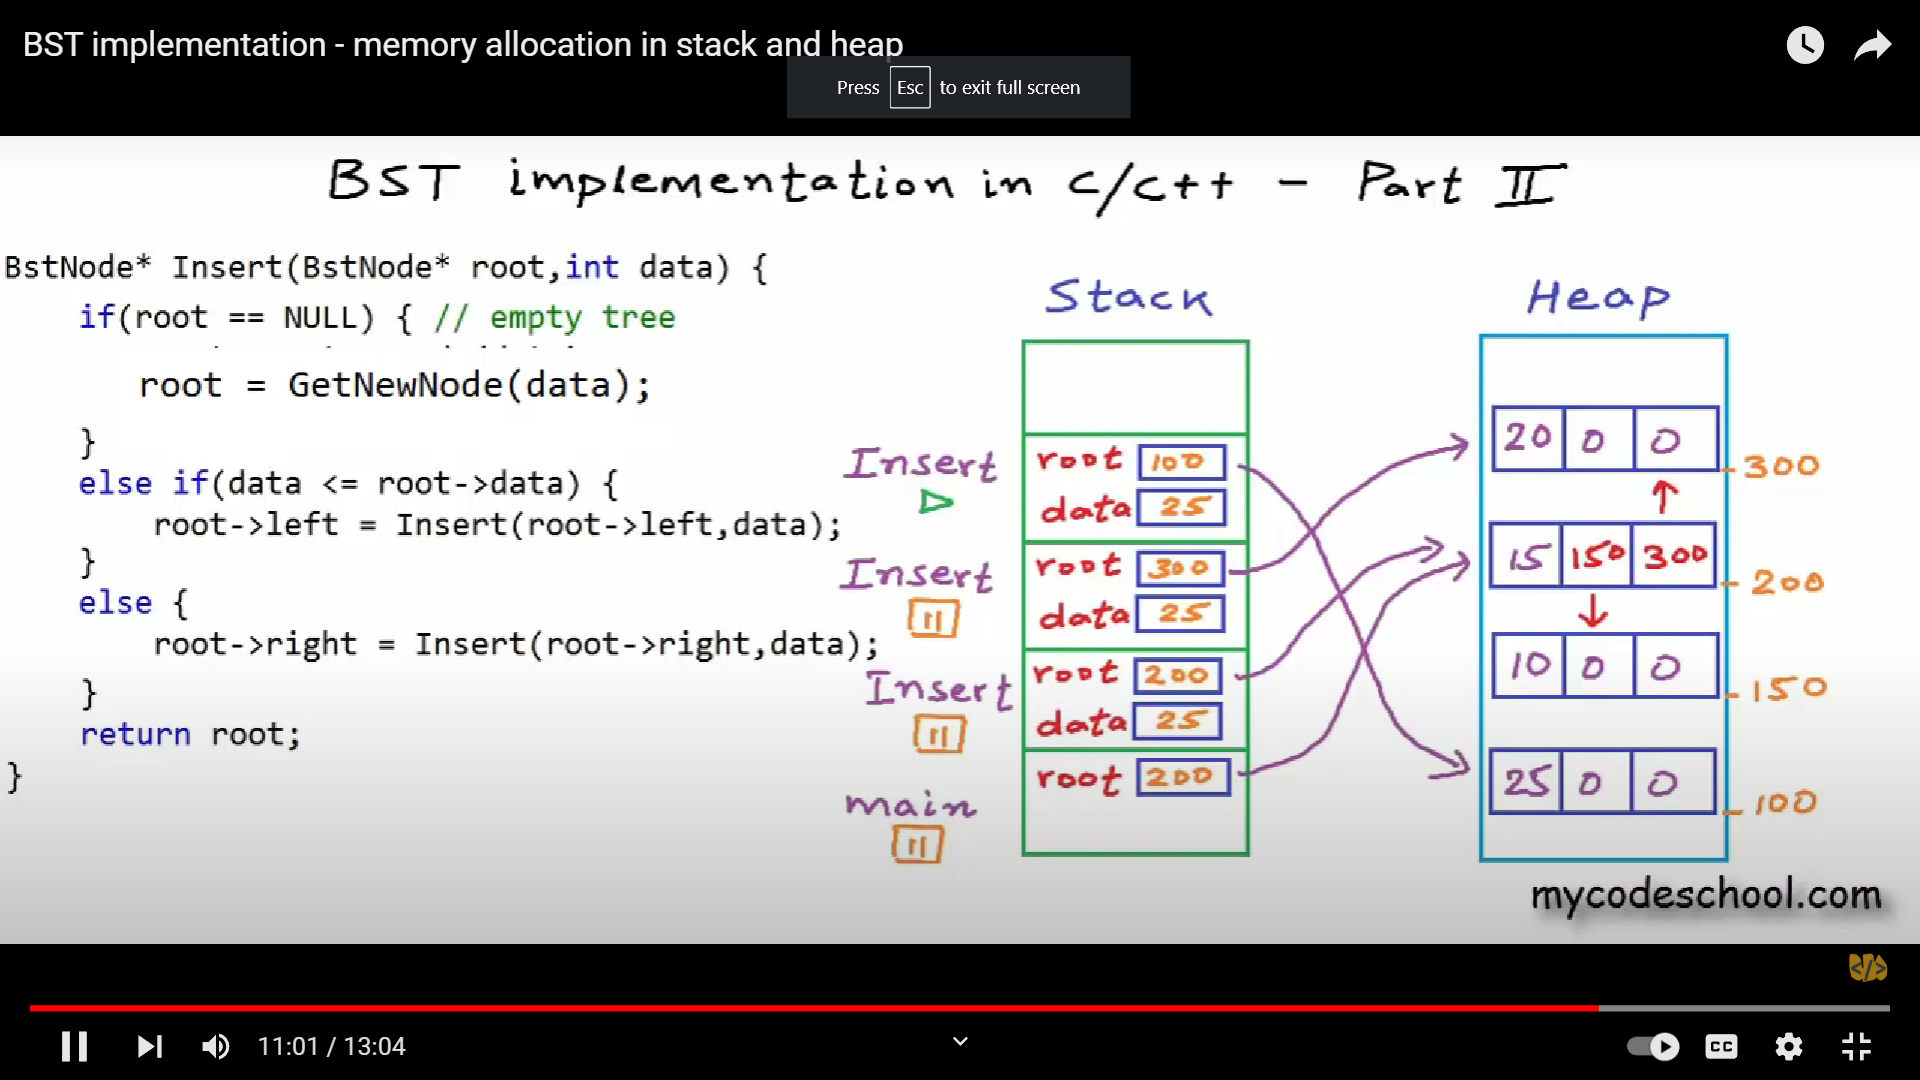 BST implementation - memory allocation in stack and heap
Press Esc to exit full screen
BST implementation in c/c++ - Part II
BstNode* Insert(BstNode* root,int data) {
if(root == NULL) { // empty tree
root = GetNewNode(data);
}
else if(data <= root->data) {
root->left = Insert(root->left,data);
}
else {
root->right = Insert(root->right,data);
}
return root;
}
Stack
Insert
root 100
data 25
Insert
root 300
data 25
Insert
root 200
data 25
main
root 200
Heap
20 0 0
300
15 150 300
200
10 0 0
150
25 0 0
100
mycodeschool.com
</>
11:01 / 13:04
CC